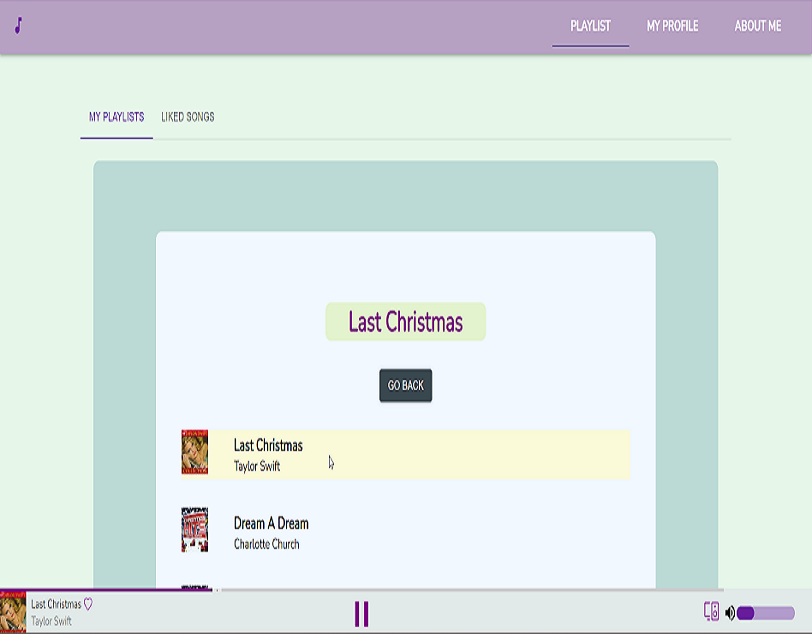 PLAYLIST
MY PROFILE
ABOUT ME
MY PLAYLISTS
LIKED SONGS
Last Christmas
GO BACK
Last Christmas
Taylor Swift
Dream A Dream
Charlotte Church
Last Christmas
Taylor Swift